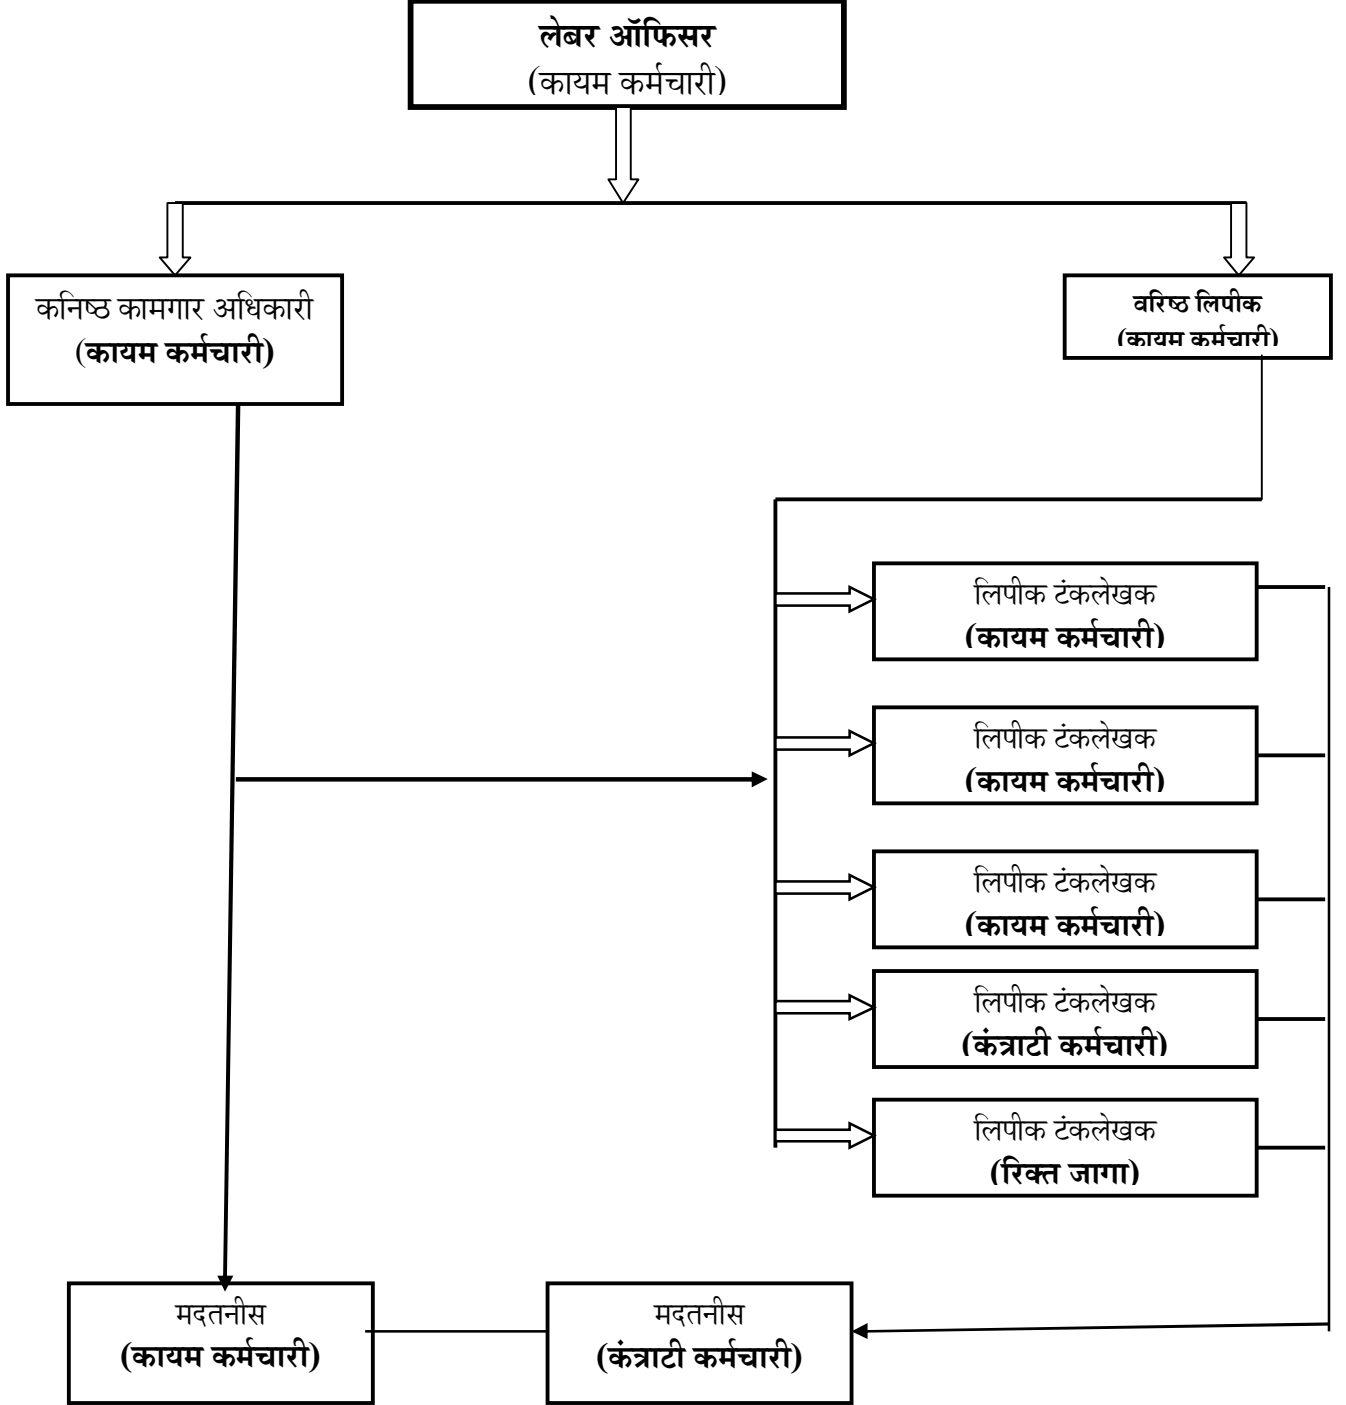 लेबर ऑफिसर
(कायम कर्मचारी)
कनिष्ठ कामगार अधिकारी
(कायम कर्मचारी)
वरिष्ठ लिपीक
(कायम कर्मचारी)
लिपीक टंकलेखक
(कायम कर्मचारी)
लिपीक टंकलेखक
(कायम कर्मचारी)
लिपीक टंकलेखक
(कायम कर्मचारी)
लिपीक टंकलेखक
(कंत्राटी कर्मचारी)
लिपीक टंकलेखक
(रिक्त जागा)
मदतनीस
(कायम कर्मचारी)
मदतनीस
(कंत्राटी कर्मचारी)